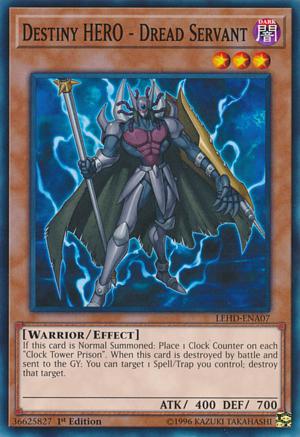 Destiny HERO - Dread Servant
DARK
闇
LEHD-ENA07
[Warrior/Effect]
If this card is Normal Summoned: Place 1 Clock Counter on each
"Clock Tower Prison". When this card is destroyed by battle and
sent to the GY: You can target 1 Spell/Trap you control; destroy
that target.
ATK/ 400 DEF/ 700
36625827 1st Edition ©1996 KAZUKI TAKAHASHI